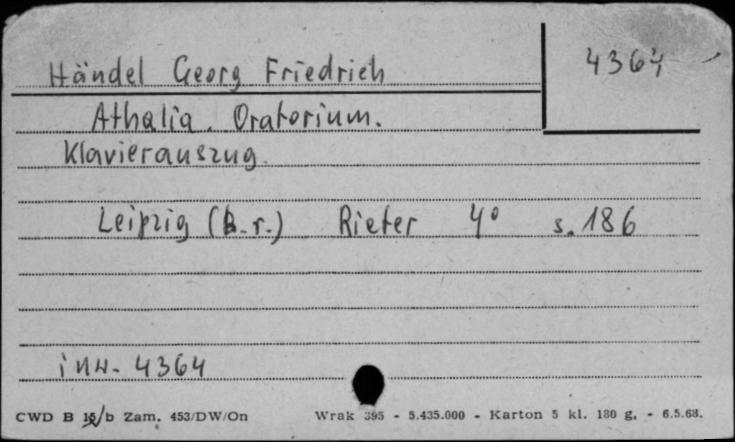 4364
Händel Georg Friedrich
Athalia. Oratorium.
Klavierauszug.
Leipzig (B.r.) Rieter 4° s. 186
inw. 4364
CWD B 15/b Zam. 453/DW/On Wrak 395 - 5.435.000 - Karton 5 kl. 180 g. - 6.5.68.